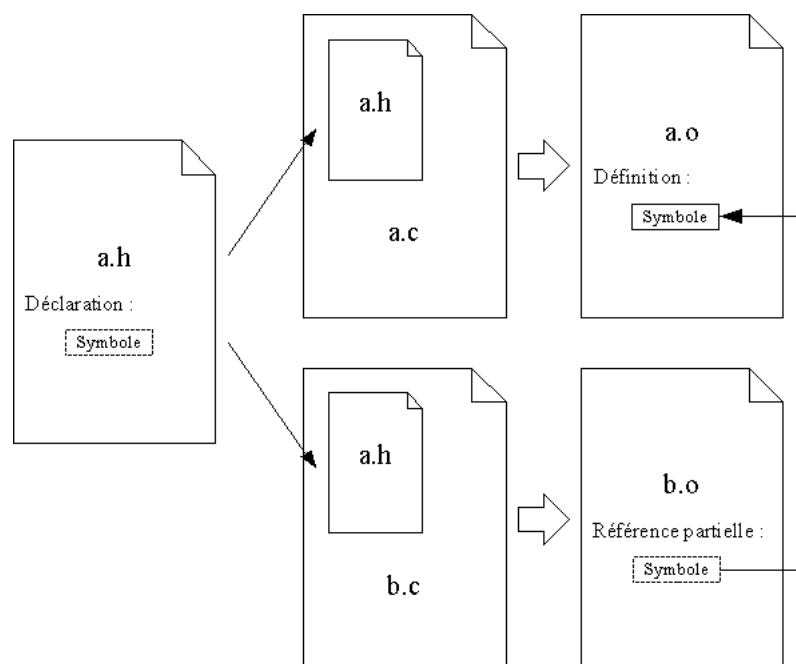 a.h
Déclaration :
Symbole
a.h
a.c
a.o
Définition :
Symbole
a.h
b.c
b.o
Référence partielle :
Symbole